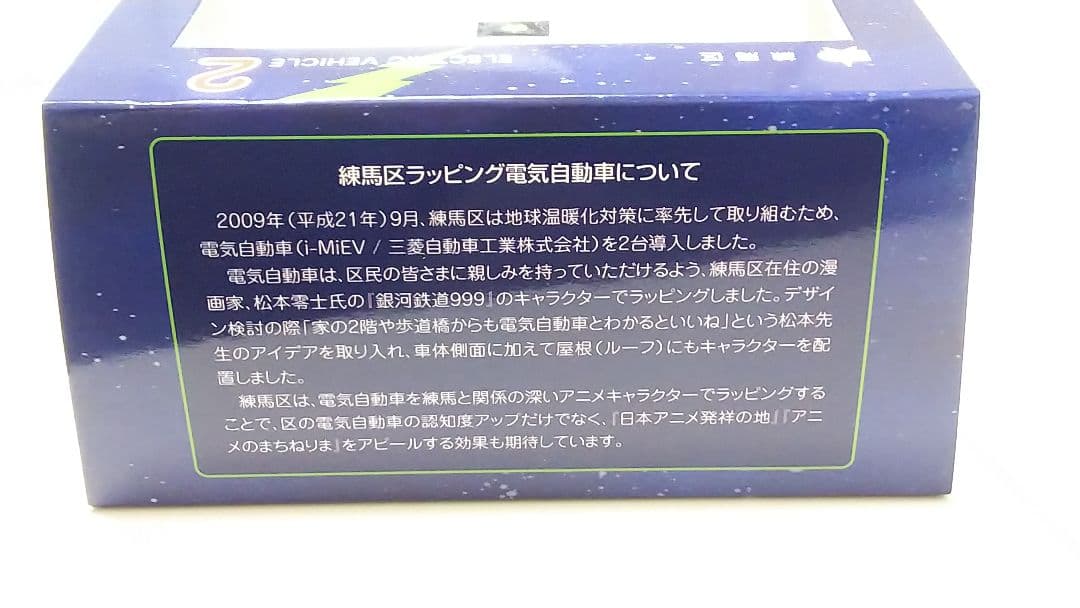 練馬区
ELECTRIC VEHICLE 2
練馬区ラッピング電気自動車について
2009年(平成21年)9月、練馬区は地球温暖化対策に率先して取り組むため、
電気自動車(i-MiEV / 三菱自動車工業株式会社)を2台導入しました。
電気自動車は、区民の皆さまに親しみを持っていただけるよう、練馬区在住の漫
画家、松本零士氏の『銀河鉄道999』のキャラクターでラッピングしました。デザイ
ン検討の際「家の2階や歩道橋からも電気自動車とわかるといいね」という松本先
生のアイデアを取り入れ、車体側面に加えて屋根(ルーフ)にもキャラクターを配
置しました。
練馬区は、電気自動車を練馬と関係の深いアニメキャラクターでラッピングする
ことで、区の電気自動車の認知度アップだけでなく、『日本アニメ発祥の地』『アニ
メのまちねりま』をアピールする効果も期待しています。